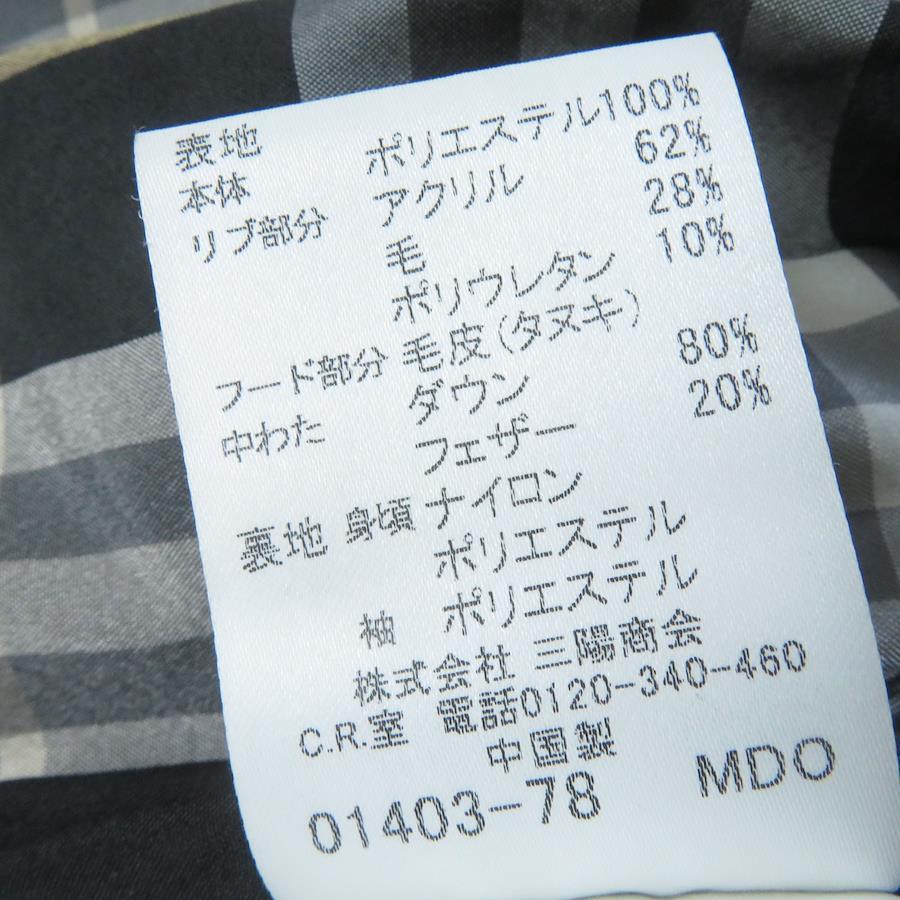 表地
本体 ポリエステル100%
リブ部分 アクリル 62%
毛 28%
ポリウレタン 10%
フード部分 毛皮(タヌキ)
中わた ダウン 80%
フェザー 20%
裏地 身頃 ナイロン
ポリエステル
袖 ポリエステル
株式会社 三陽商会
C.R.室 電話0120-340-460
中国製
01403-78 MDO